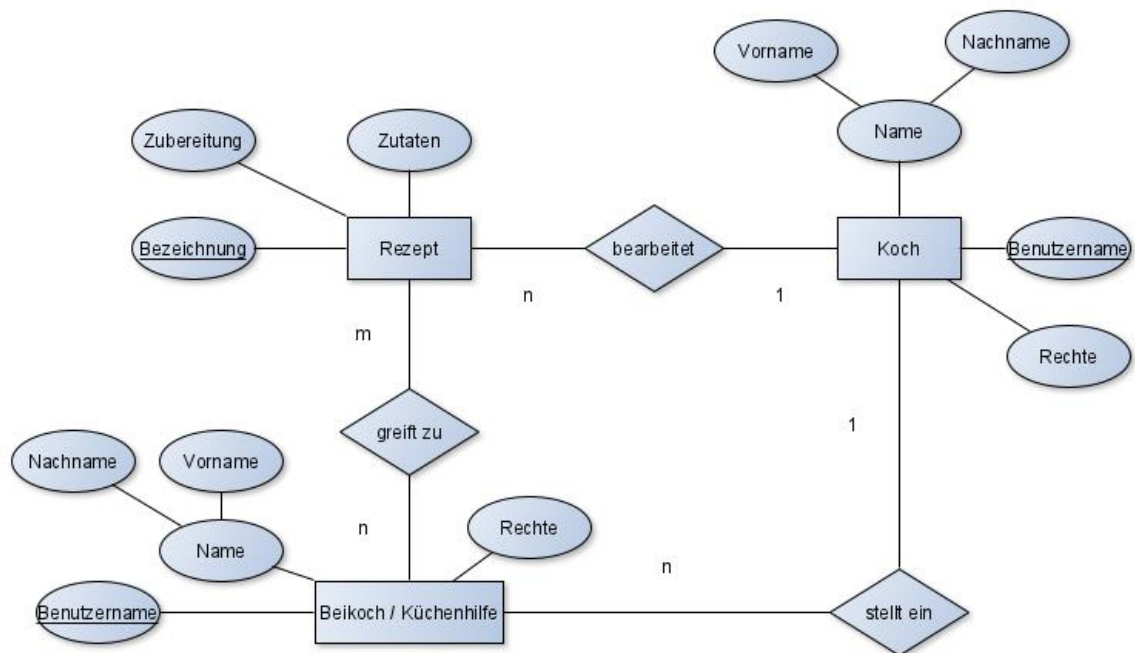 Vorname
Nachname
Zubereitung
Zutaten
Name
Bezeichnung
Rezept
bearbeitet
Koch
Benutzername
n
1
m
Rechte
greift zu
1
Nachname
Vorname
n
Rechte
Name
n
Benutzername
Beikoch / Küchenhilfe
stellt ein